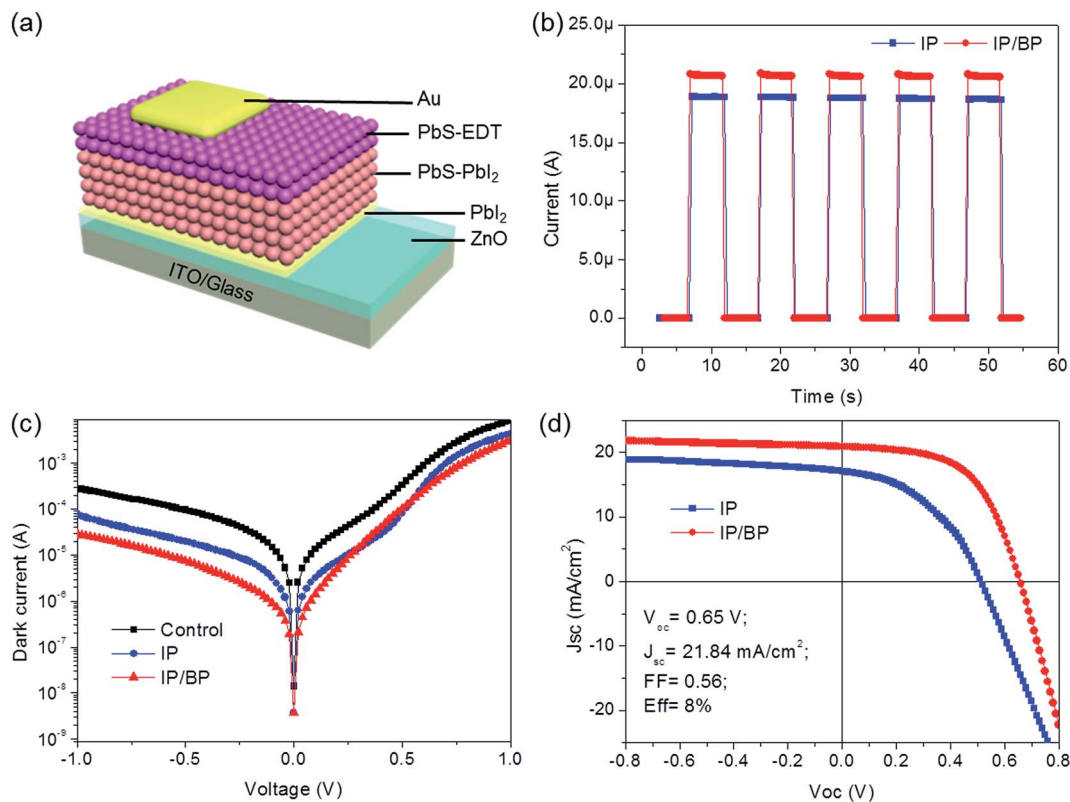 (a)
Au
PbS-EDT
PbS-PbI₂
PbI₂
ZnO
ITO/Glass
(b)
25.0µ
20.0µ
15.0µ
10.0µ
5.0µ
0.0
Current (A)
IP
IP/BP
0 10 20 30 40 50 60
Time (s)
(c)
10⁻³
10⁻⁴
10⁻⁵
10⁻⁶
10⁻⁷
10⁻⁸
10⁻⁹
Dark current (A)
Control
IP
IP/BP
-1.0 -0.5 0.0 0.5 1.0
Voltage (V)
(d)
20
10
0
-10
-20
Jsc (mA/cm²)
IP
IP/BP
V_oc= 0.65 V;
J_sc= 21.84 mA/cm²;
FF= 0.56;
Eff= 8%
-0.8 -0.6 -0.4 -0.2 0.0 0.2 0.4 0.6 0.8
Voc (V)